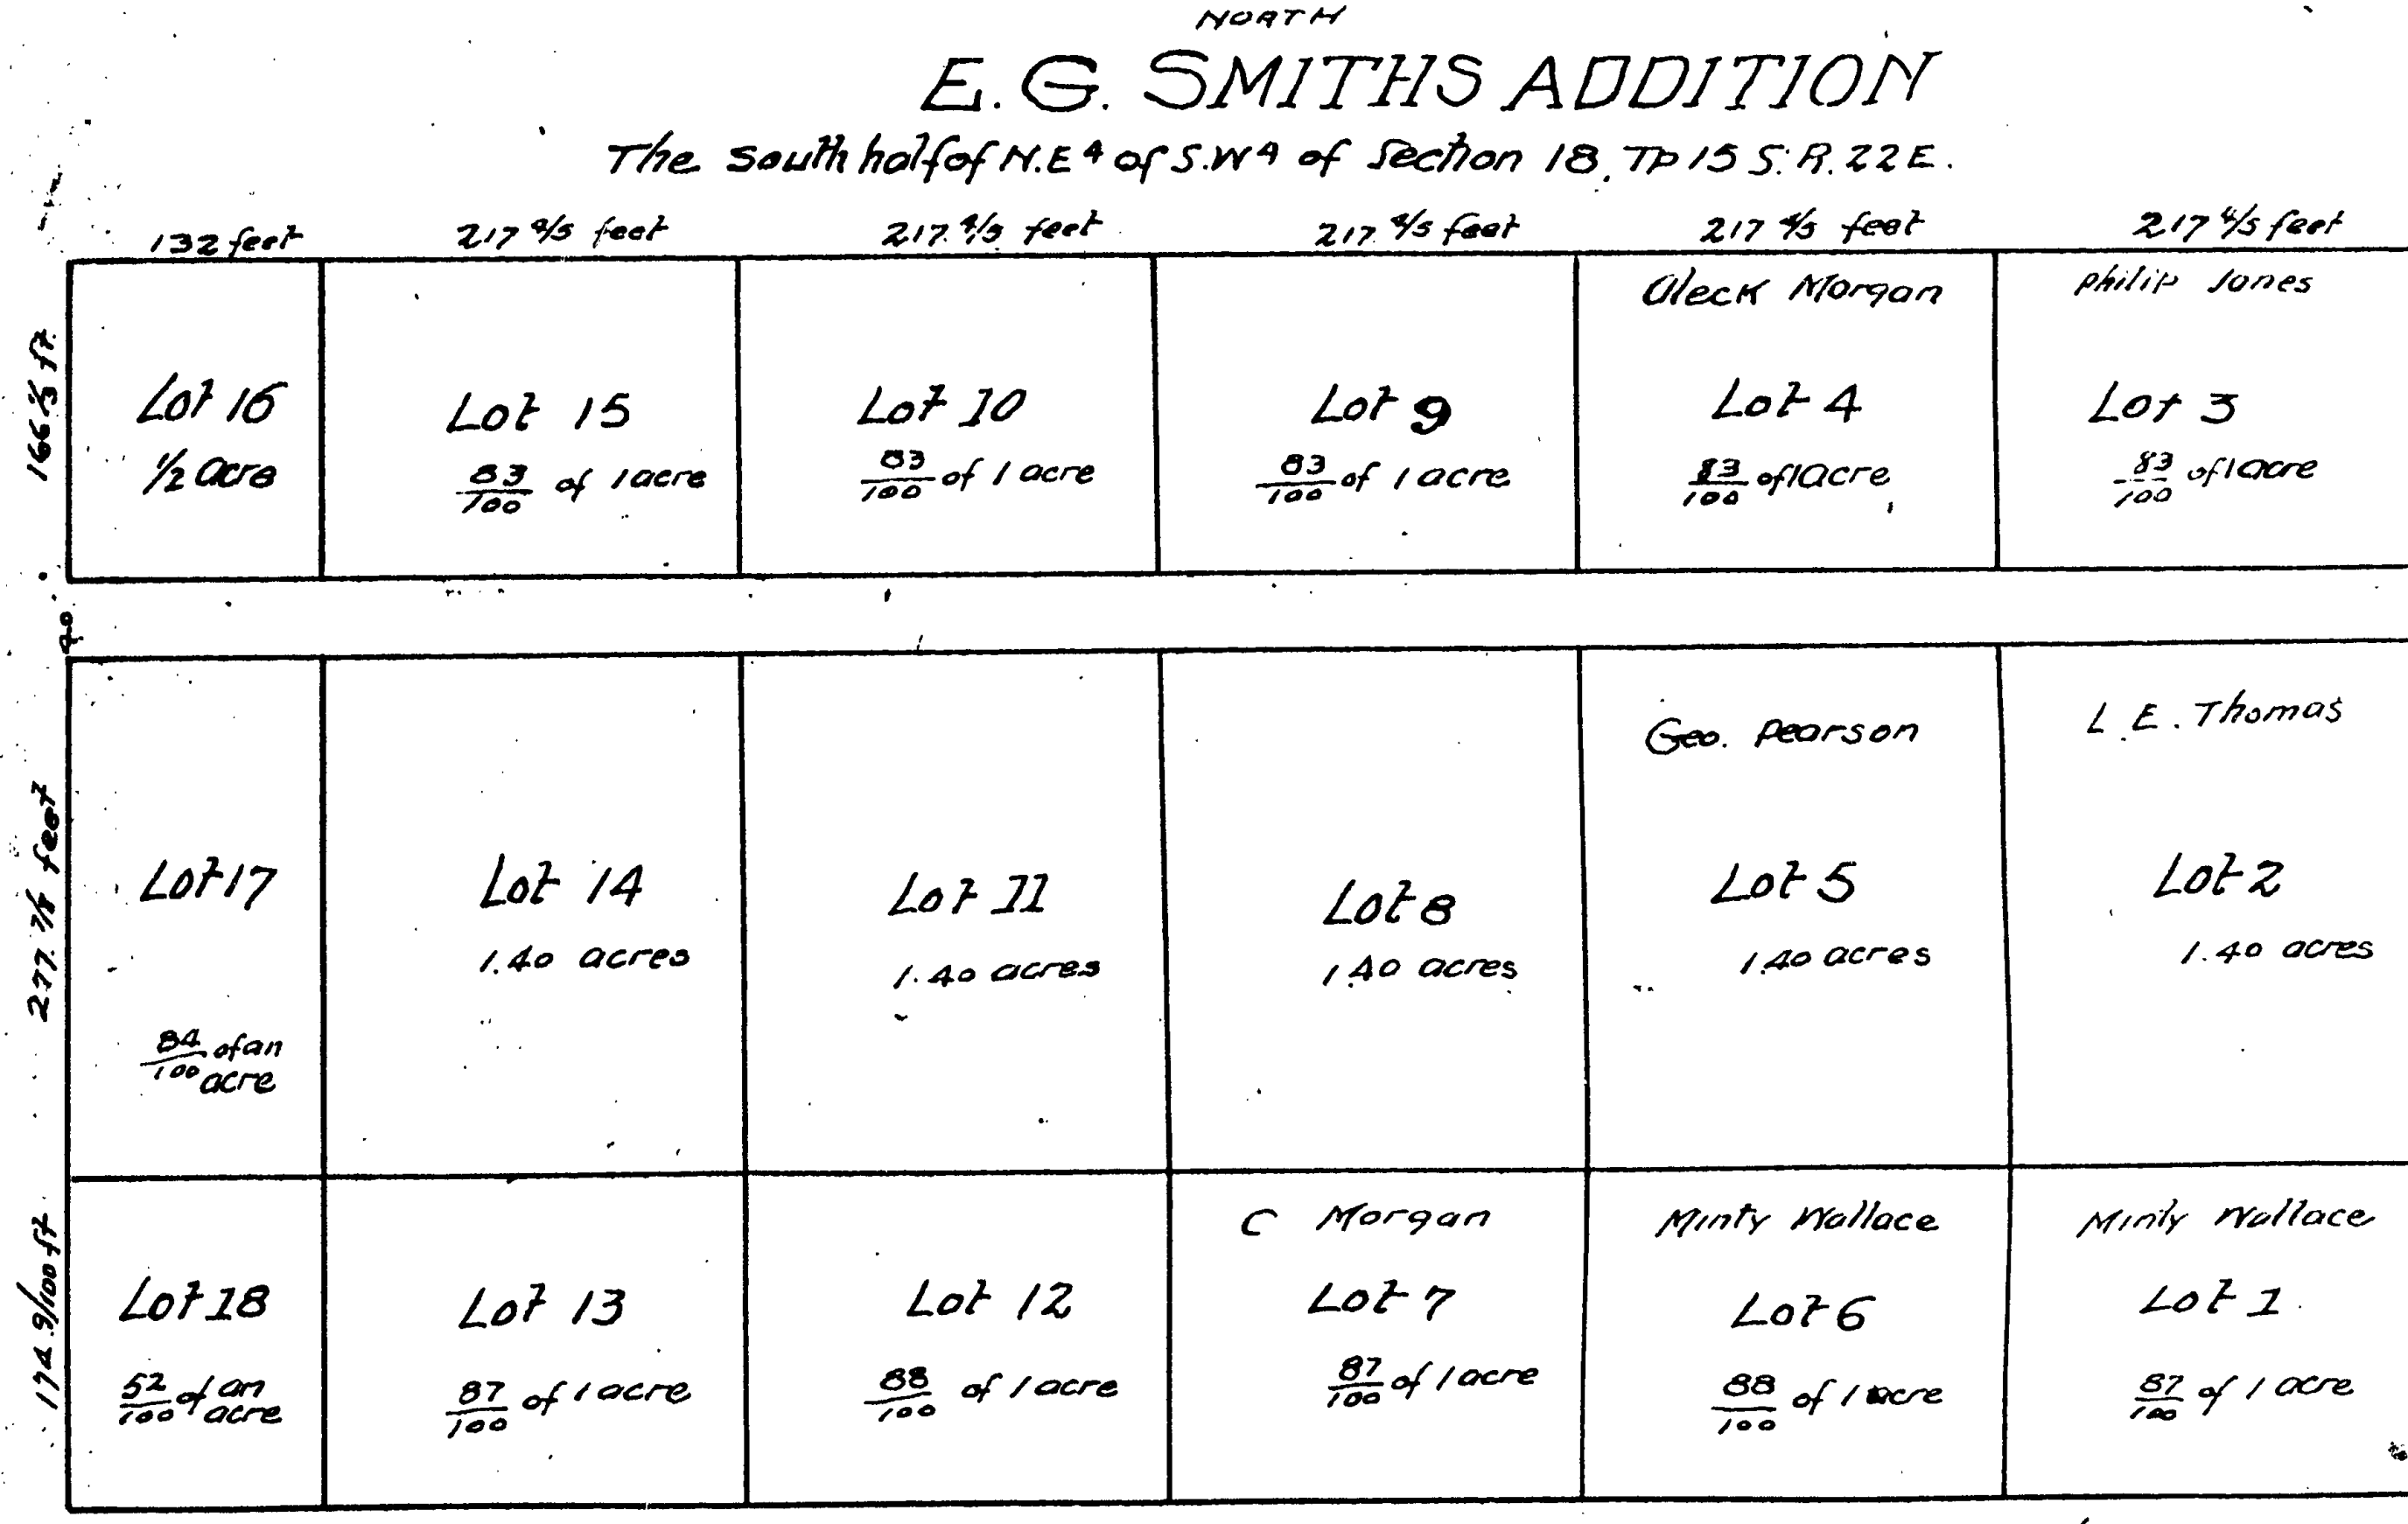 NORTH
E. G. SMITHS ADDITION
The South half of N.E 4 of S.W 4 of Section 18, TP 15 S. R. 22 E.
132 feet 217 4/5 feet 217 4/5 feet 217 4/5 feet 217 4/5 feet 217 4/5 feet
Aleck Morgan Philip Jones
166 1/3 ft.
Lot 16 Lot 15 Lot 10 Lot 9 Lot 4 Lot 3
1/2 acre 83/100 of 1 acre 83/100 of 1 acre 83/100 of 1 acre 83/100 of 1 acre 83/100 of 1 acre
40
Geo. Pearson L. E. Thomas
277. 7/8 feet
Lot 17 Lot 14 Lot 11 Lot 8 Lot 5 Lot 2
1.40 acres 1.40 acres 1.40 acres 1.40 acres 1.40 acres
84/100 of an
acre
C Morgan Minty Wallace Minty Wallace
174.9/100 ft
Lot 18 Lot 13 Lot 12 Lot 7 Lot 6 Lot 1
52/100 of an acre 87/100 of 1 acre 88/100 of 1 acre 87/100 of 1 acre 88/100 of 1 acre 87/100 of 1 acre